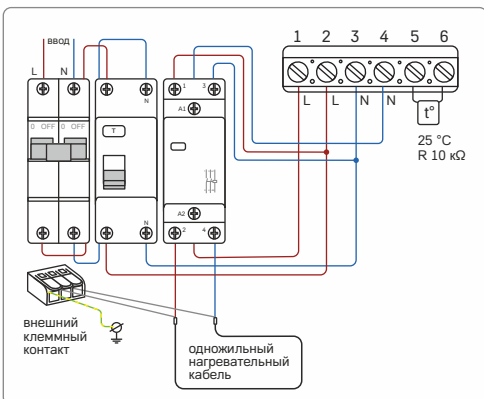 ввод
L N
1 2 3 4 5 6
L L N N
t°
25 °C
R 10 кΩ
0 OFF 0 OFF
T
N
1 3
A1
A2
N
2 4
внешний
клеммный
контакт
одножильный
нагревательный
кабель